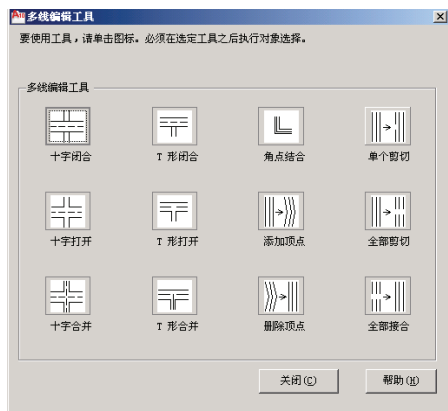 多线编辑工具
要使用工具，请单击图标。必须在选定工具之后执行对象选择。
多线编辑工具
十字闭合 T 形闭合 角点结合 单个剪切
十字打开 T 形打开 添加顶点 全部剪切
十字合并 T 形合并 删除顶点 全部接合
关闭(C) 帮助(H)